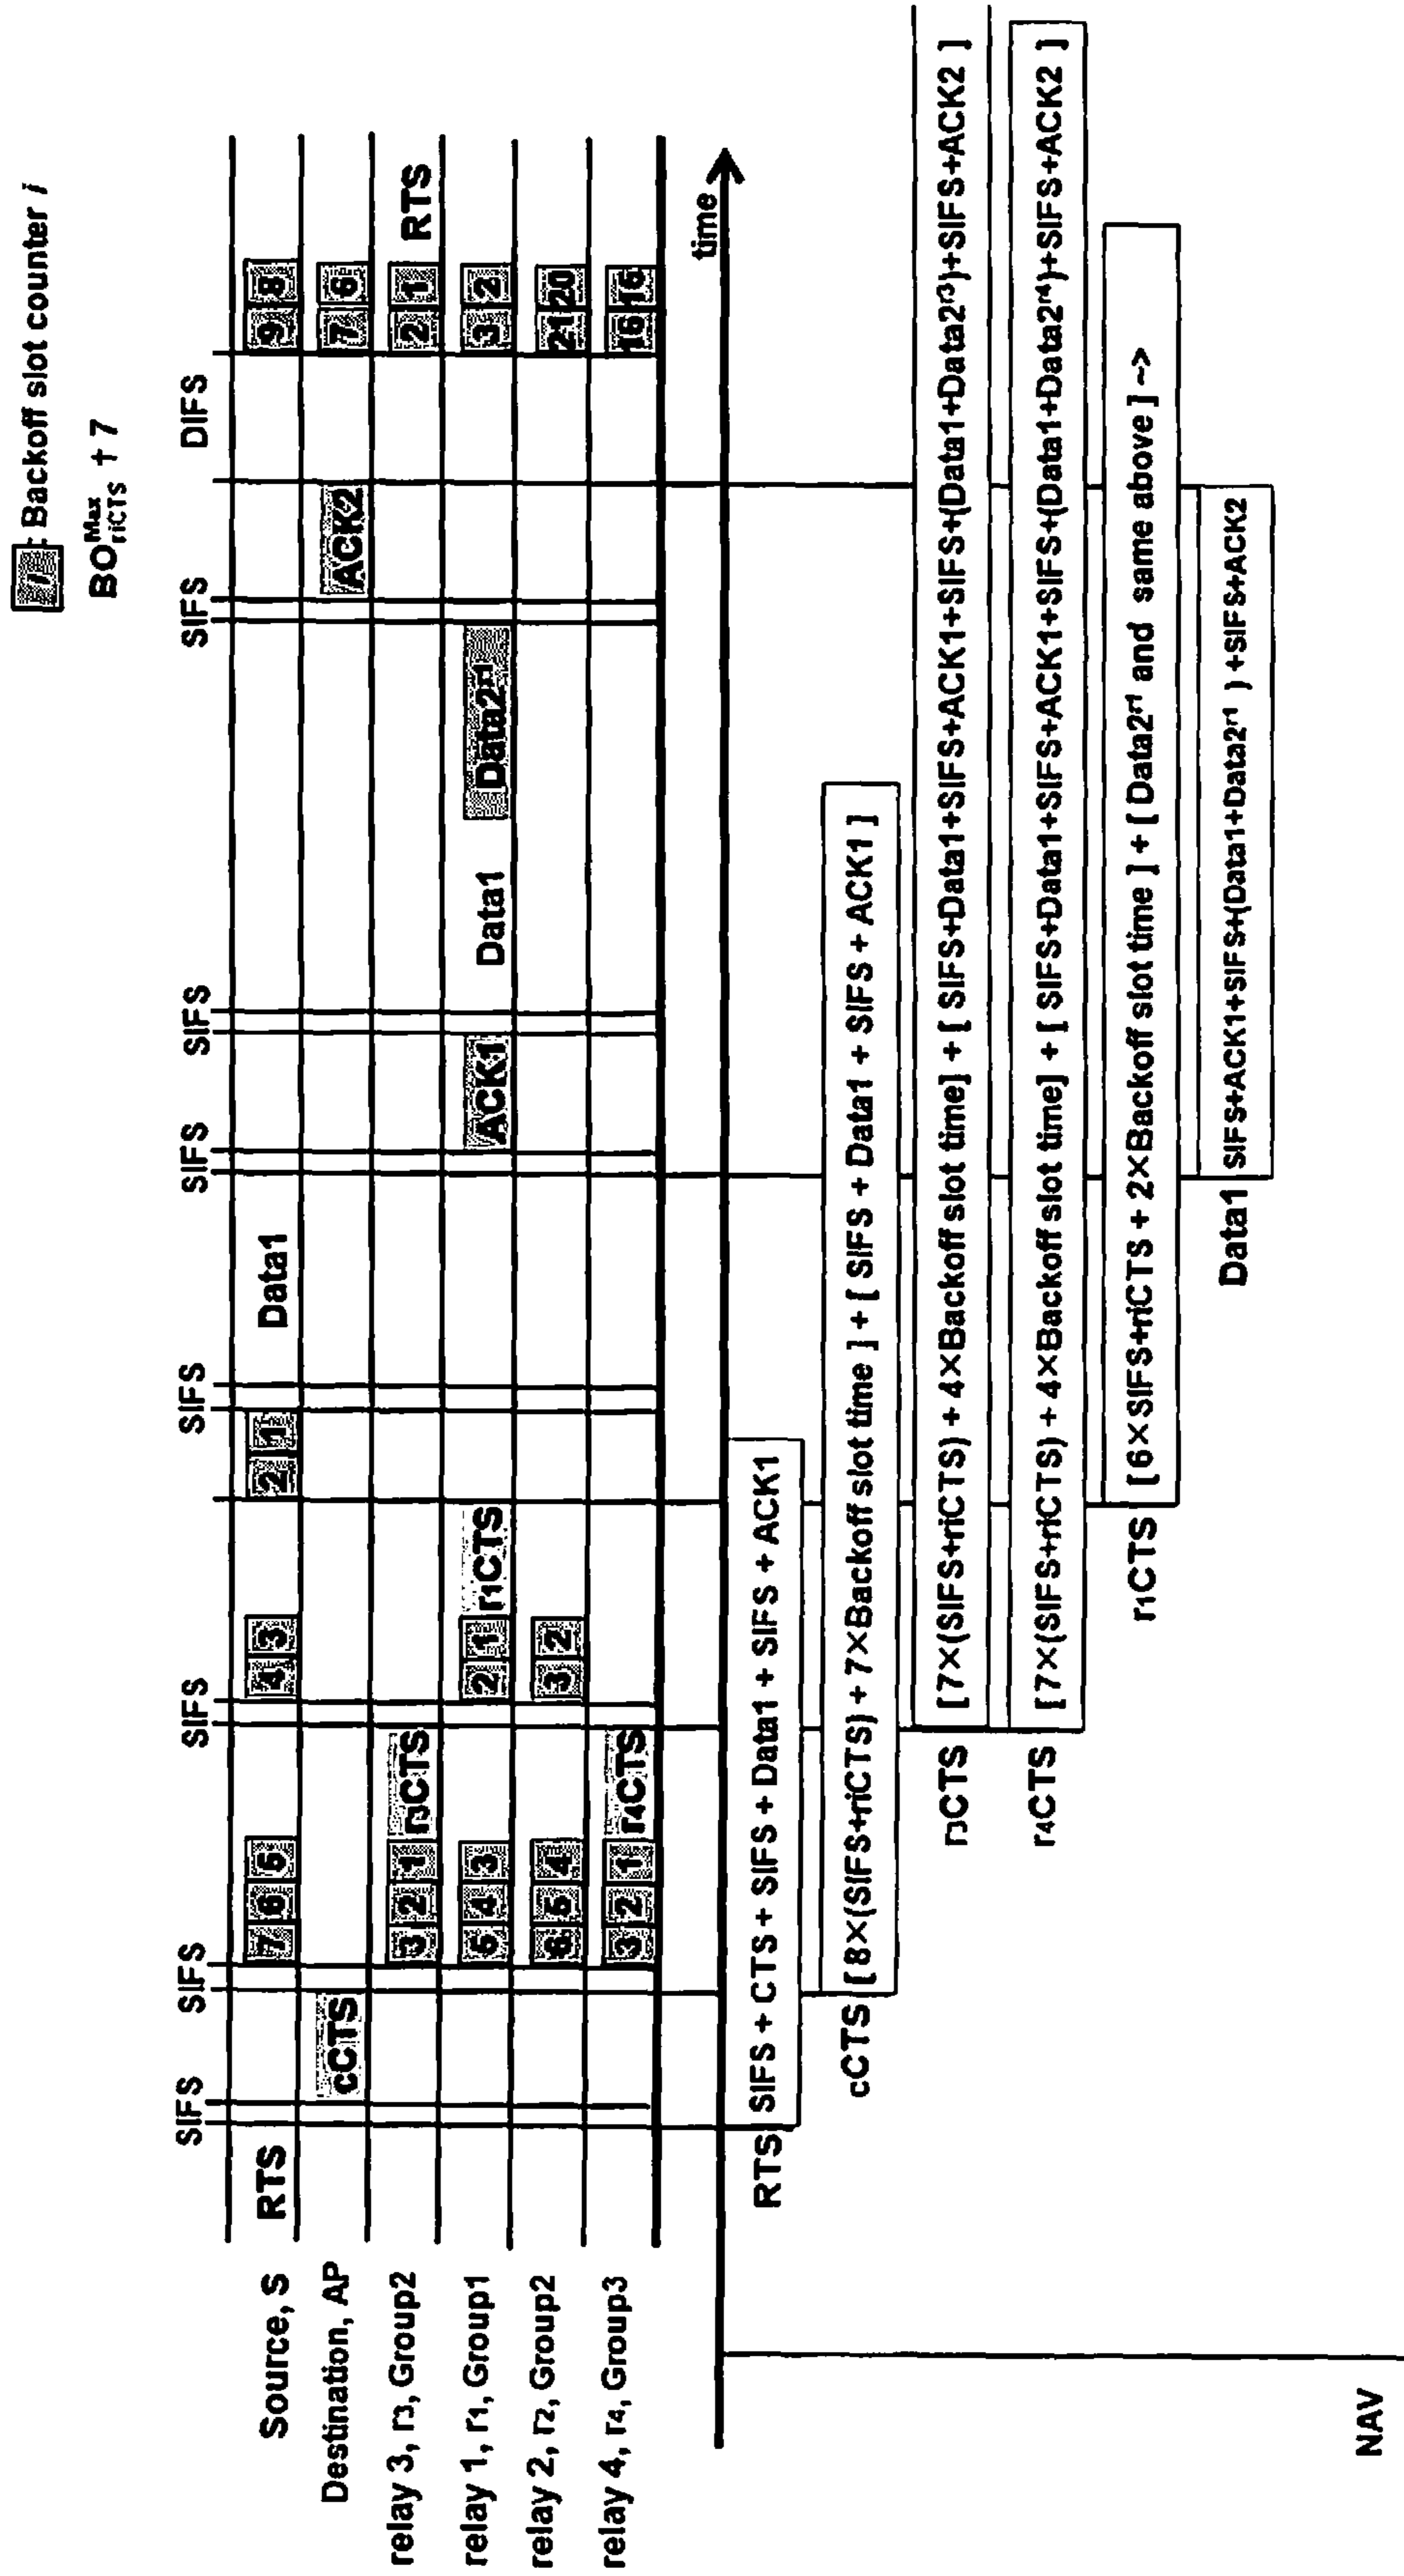 i : Backoff slot counter i
BO Max riCTS † 7
SIFS SIFS SIFS SIFS SIFS SIFS SIFS DIFS
Source, S RTS 7 6 5 4 3 2 1 Data1 9 8
Destination, AP cCTS ACK2 7 6
relay 3, r3, Group2 3 2 1 r3CTS 2 1 RTS
relay 1, r1, Group1 5 4 3 2 1 r1CTS ACK1 Data1 Data2r1 3 2
relay 2, r2, Group2 6 5 4 3 2 21 20
relay 4, r4, Group3 3 2 1 r4CTS 16 15
time
RTS SIFS + CTS + SIFS + Data1 + SIFS + ACK1
cCTS [ 8×(SIFS+riCTS) + 7×Backoff slot time ] + [ SIFS + Data1 + SIFS + ACK1 ]
r3CTS [ 7×(SIFS+riCTS) + 4×Backoff slot time] + [ SIFS+Data1+SIFS+ACK1+SIFS+(Data1+Data2r3)+SIFS+ACK2 ]
r4CTS [ 7×(SIFS+riCTS) + 4×Backoff slot time] + [ SIFS+Data1+SIFS+ACK1+SIFS+(Data1+Data2r4)+SIFS+ACK2 ]
r1CTS [ 6×SIFS+riCTS + 2×Backoff slot time ] + [ Data2r1 and same above ] ~>
Data1 SIFS+ACK1+SIFS+(Data1+Data2r1 ) +SIFS+ACK2
NAV